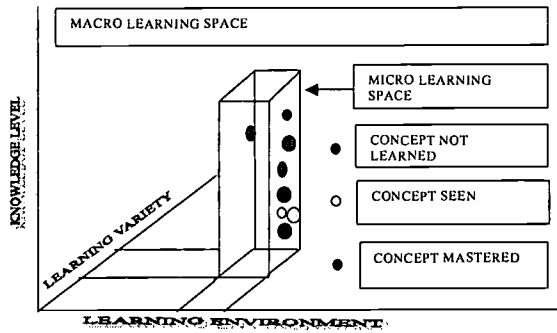 MACRO LEARNING SPACE
MICRO LEARNING
SPACE
CONCEPT NOT
LEARNED
CONCEPT SEEN
CONCEPT MASTERED
KNOWLEDGE LEVEL
LEARNING VARIETY
LEARNING ENVIRONMENT